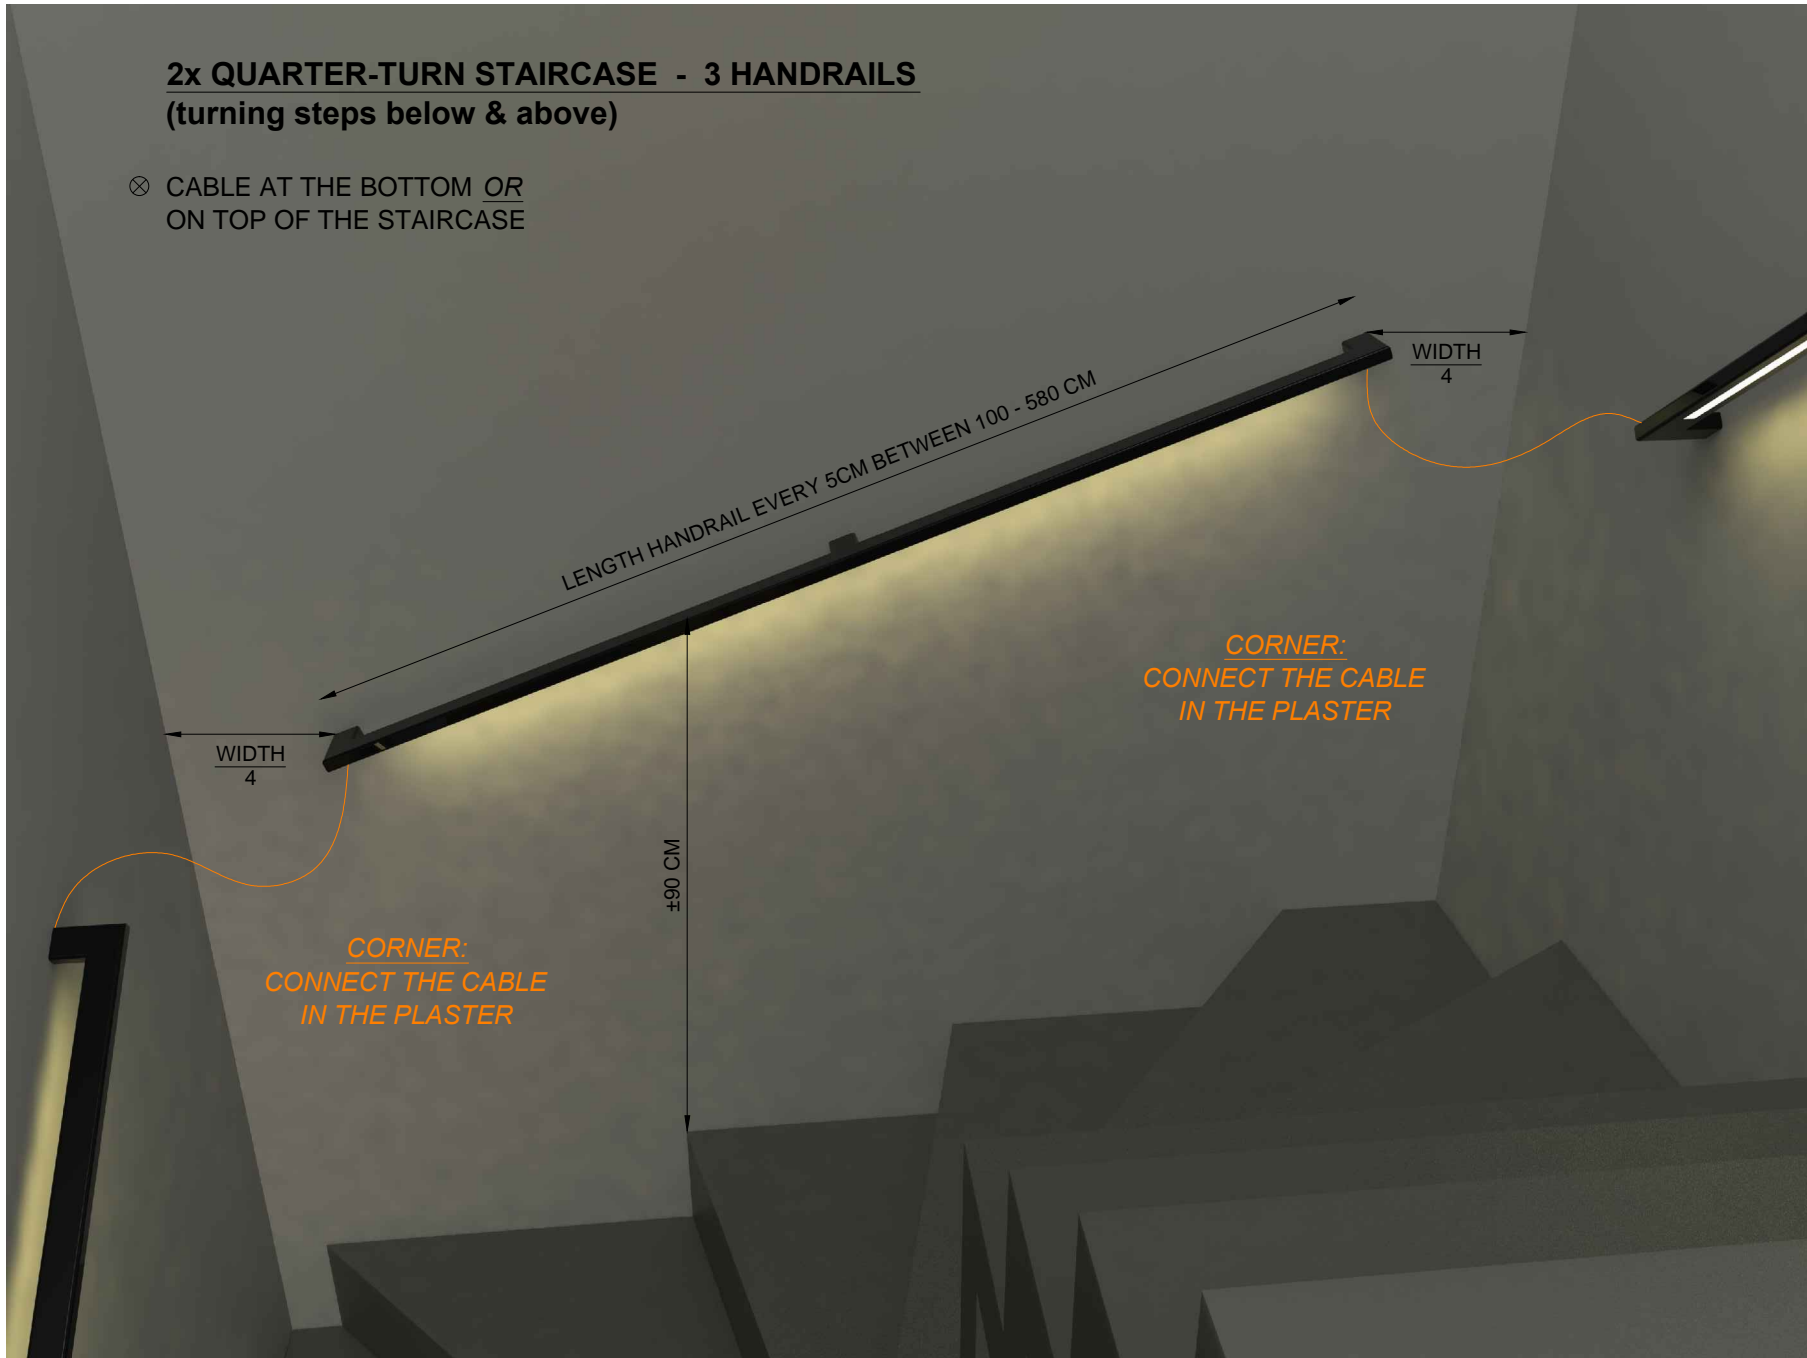 2x QUARTER-TURN STAIRCASE - 3 HANDRAILS
(turning steps below & above)
⊗ CABLE AT THE BOTTOM OR
ON TOP OF THE STAIRCASE
WIDTH
4
LENGTH HANDRAIL EVERY 5CM BETWEEN 100 - 580 CM
CORNER:
CONNECT THE CABLE
IN THE PLASTER
WIDTH
4
±90 CM
CORNER:
CONNECT THE CABLE
IN THE PLASTER